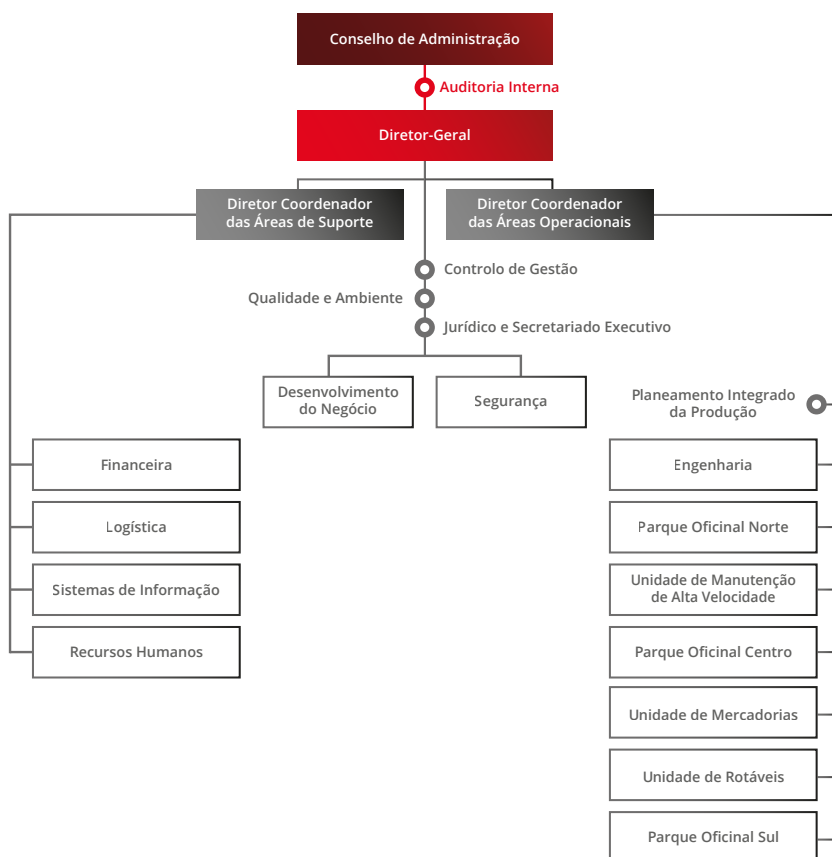 Conselho de Administração
Auditoria Interna
Diretor-Geral
Diretor Coordenador
das Áreas de Suporte
Diretor Coordenador
das Áreas Operacionais
Controlo de Gestão
Qualidade e Ambiente
Jurídico e Secretariado Executivo
Desenvolvimento
do Negócio
Segurança
Planeamento Integrado
da Produção
Financeira
Logística
Sistemas de Informação
Recursos Humanos
Engenharia
Parque Oficinal Norte
Unidade de Manutenção
de Alta Velocidade
Parque Oficinal Centro
Unidade de Mercadorias
Unidade de Rotáveis
Parque Oficinal Sul